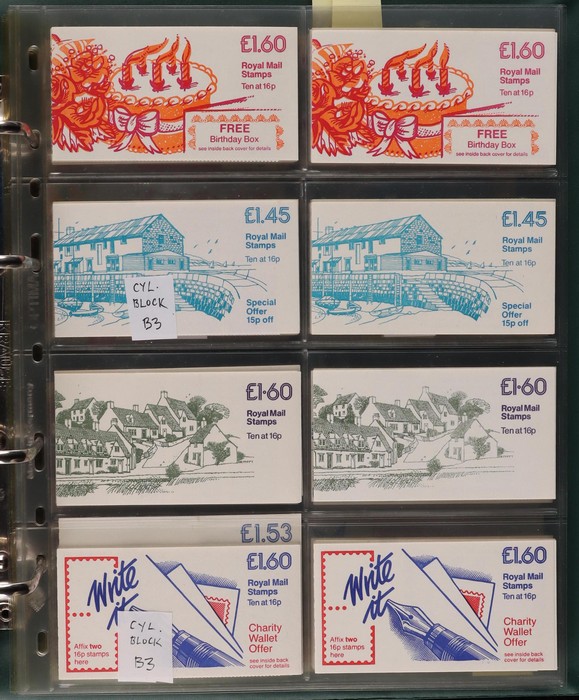 £1.60
Royal Mail
Stamps
Ten at 16p
FREE
Birthday Box
see inside back cover for details
£1.60
Royal Mail
Stamps
Ten at 16p
FREE
Birthday Box
see inside back cover for details
£1.45
Royal Mail
Stamps
Ten at 16p
Special
Offer
15p off
CYL.
BLOCK
B3
£1.45
Royal Mail
Stamps
Ten at 16p
Special
Offer
15p off
£1·60
Royal Mail
Stamps
Ten at 16p
£1·60
Royal Mail
Stamps
Ten at 16p
£1.53
£1.60
Royal Mail
Stamps
Ten at 16p
Write
it
Charity
Wallet
Offer
see inside back
cover for details
Affix two
16p stamps
here
CYL.
BLOCK
B3
£1.60
Royal Mail
Stamps
Ten at 16p
Write
it
Charity
Wallet
Offer
see inside back
cover for details
Affix two
16p stamps
here